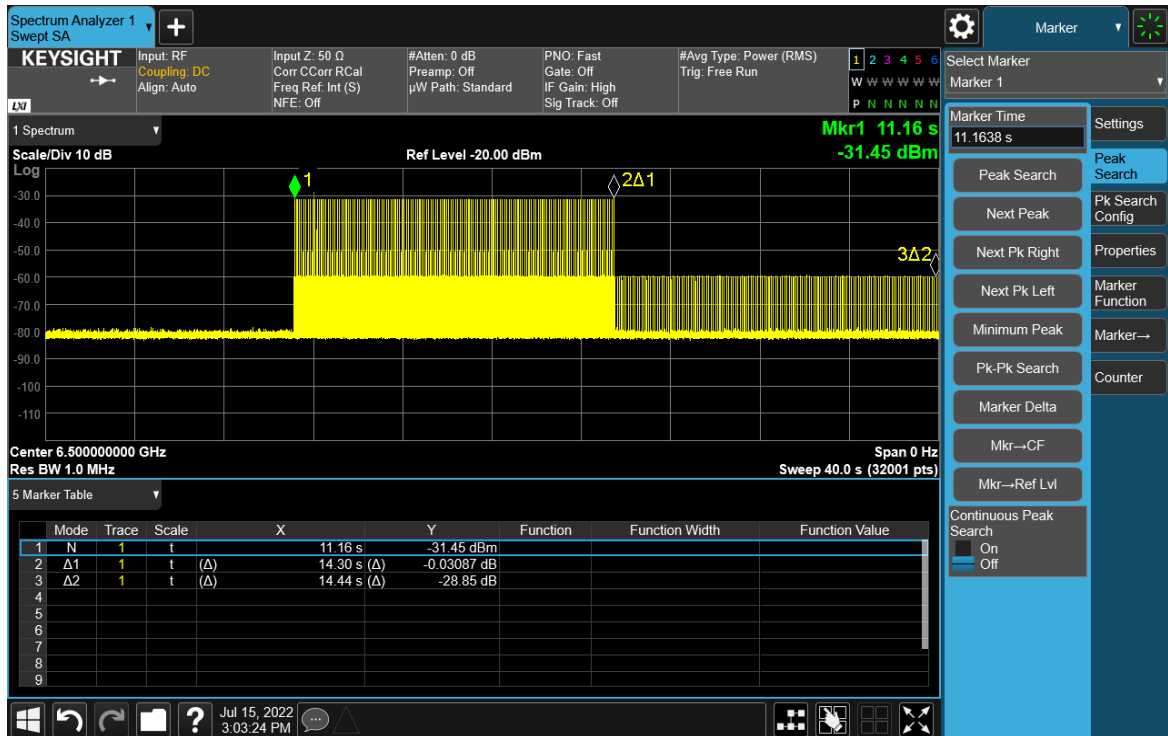 Spectrum Analyzer 1
Swept SA
Marker
KEYSIGHT
LXI
Input: RF
Coupling: DC
Align: Auto
Input Z: 50 Ω
Corr CCorr RCal
Freq Ref: Int (S)
NFE: Off
#Atten: 0 dB
Preamp: Off
µW Path: Standard
PNO: Fast
Gate: Off
IF Gain: High
Sig Track: Off
#Avg Type: Power (RMS)
Trig: Free Run
1 2 3 4 5 6
W W W W W W
P N N N N N
Select Marker
Marker 1
1 Spectrum
Mkr1 11.16 s
-31.45 dBm
Scale/Div 10 dB
Ref Level -20.00 dBm
Log
-30.0
-40.0
-50.0
-60.0
-70.0
-80.0
-90.0
-100
-110
1
2Δ1
3Δ2
Center 6.500000000 GHz
Span 0 Hz
Res BW 1.0 MHz
Sweep 40.0 s (32001 pts)
5 Marker Table
Mode Trace Scale X Y Function Function Width Function Value
1 N 1 t 11.16 s -31.45 dBm
2 Δ1 1 t (Δ) 14.30 s (Δ) -0.03087 dB
3 Δ2 1 t (Δ) 14.44 s (Δ) -28.85 dB
4
5
6
7
8
9
Marker Time
11.1638 s
Peak Search
Next Peak
Next Pk Right
Next Pk Left
Minimum Peak
Pk-Pk Search
Marker Delta
Mkr→CF
Mkr→Ref Lvl
Continuous Peak
Search
On
Off
Settings
Peak
Search
Pk Search
Config
Properties
Marker
Function
Marker→
Counter
Jul 15, 2022
3:03:24 PM